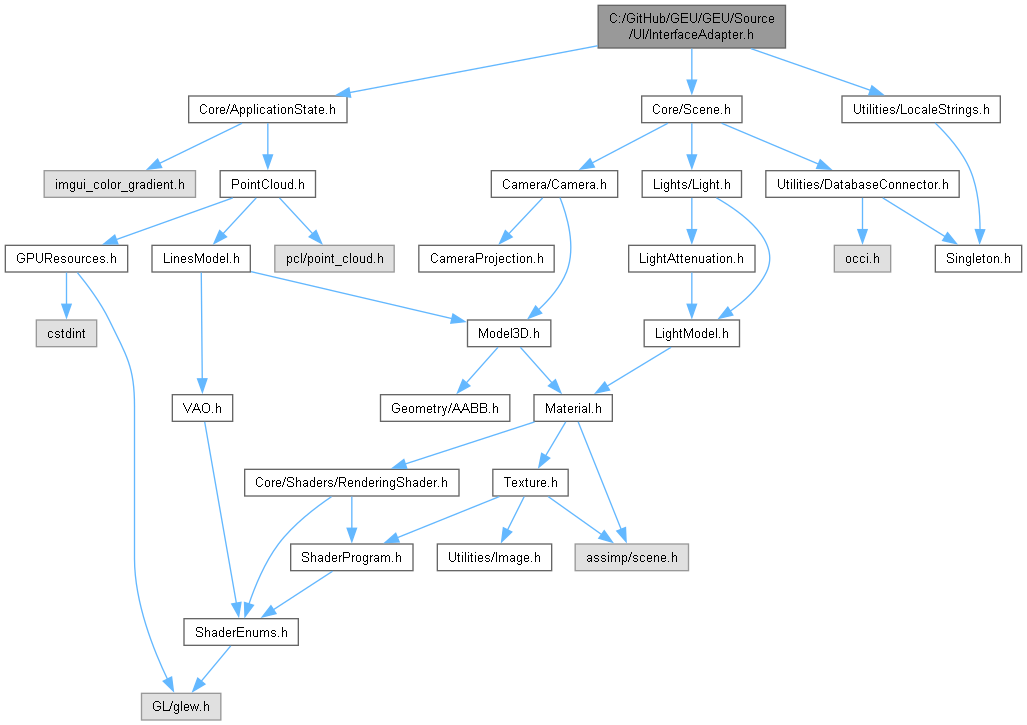 C:/GitHub/GEU/GEU/Source
/UI/InterfaceAdapter.h
Core/ApplicationState.h
Core/Scene.h
Utilities/LocaleStrings.h
imgui_color_gradient.h
PointCloud.h
Camera/Camera.h
Lights/Light.h
Utilities/DatabaseConnector.h
GPUResources.h
LinesModel.h
pcl/point_cloud.h
CameraProjection.h
LightAttenuation.h
occi.h
Singleton.h
cstdint
Model3D.h
LightModel.h
VAO.h
Geometry/AABB.h
Material.h
Core/Shaders/RenderingShader.h
Texture.h
ShaderProgram.h
Utilities/Image.h
assimp/scene.h
ShaderEnums.h
GL/glew.h